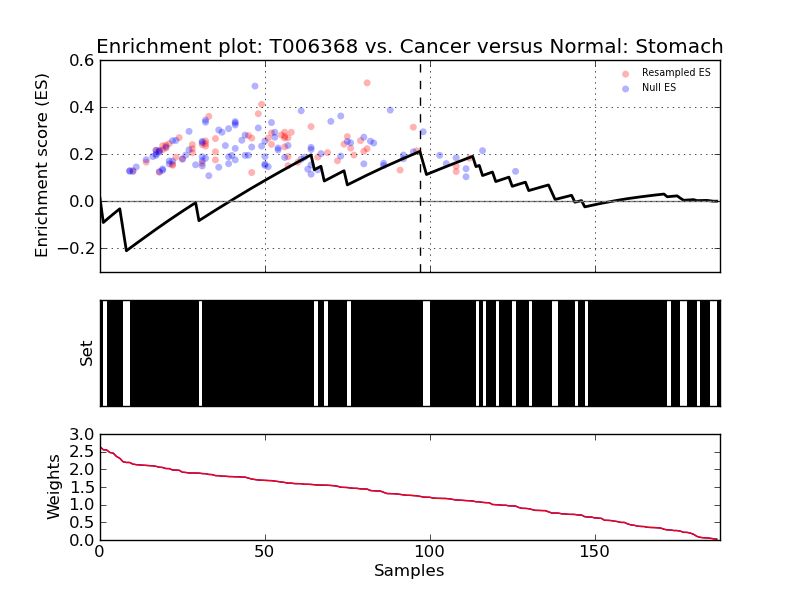 Enrichment plot: T006368 vs. Cancer versus Normal: Stomach
Enrichment score (ES)
0.6
0.4
0.2
0.0
−0.2
Resampled ES
Null ES
Set
Weights
3.0
2.5
2.0
1.5
1.0
0.5
0.0
0
50
100
150
Samples